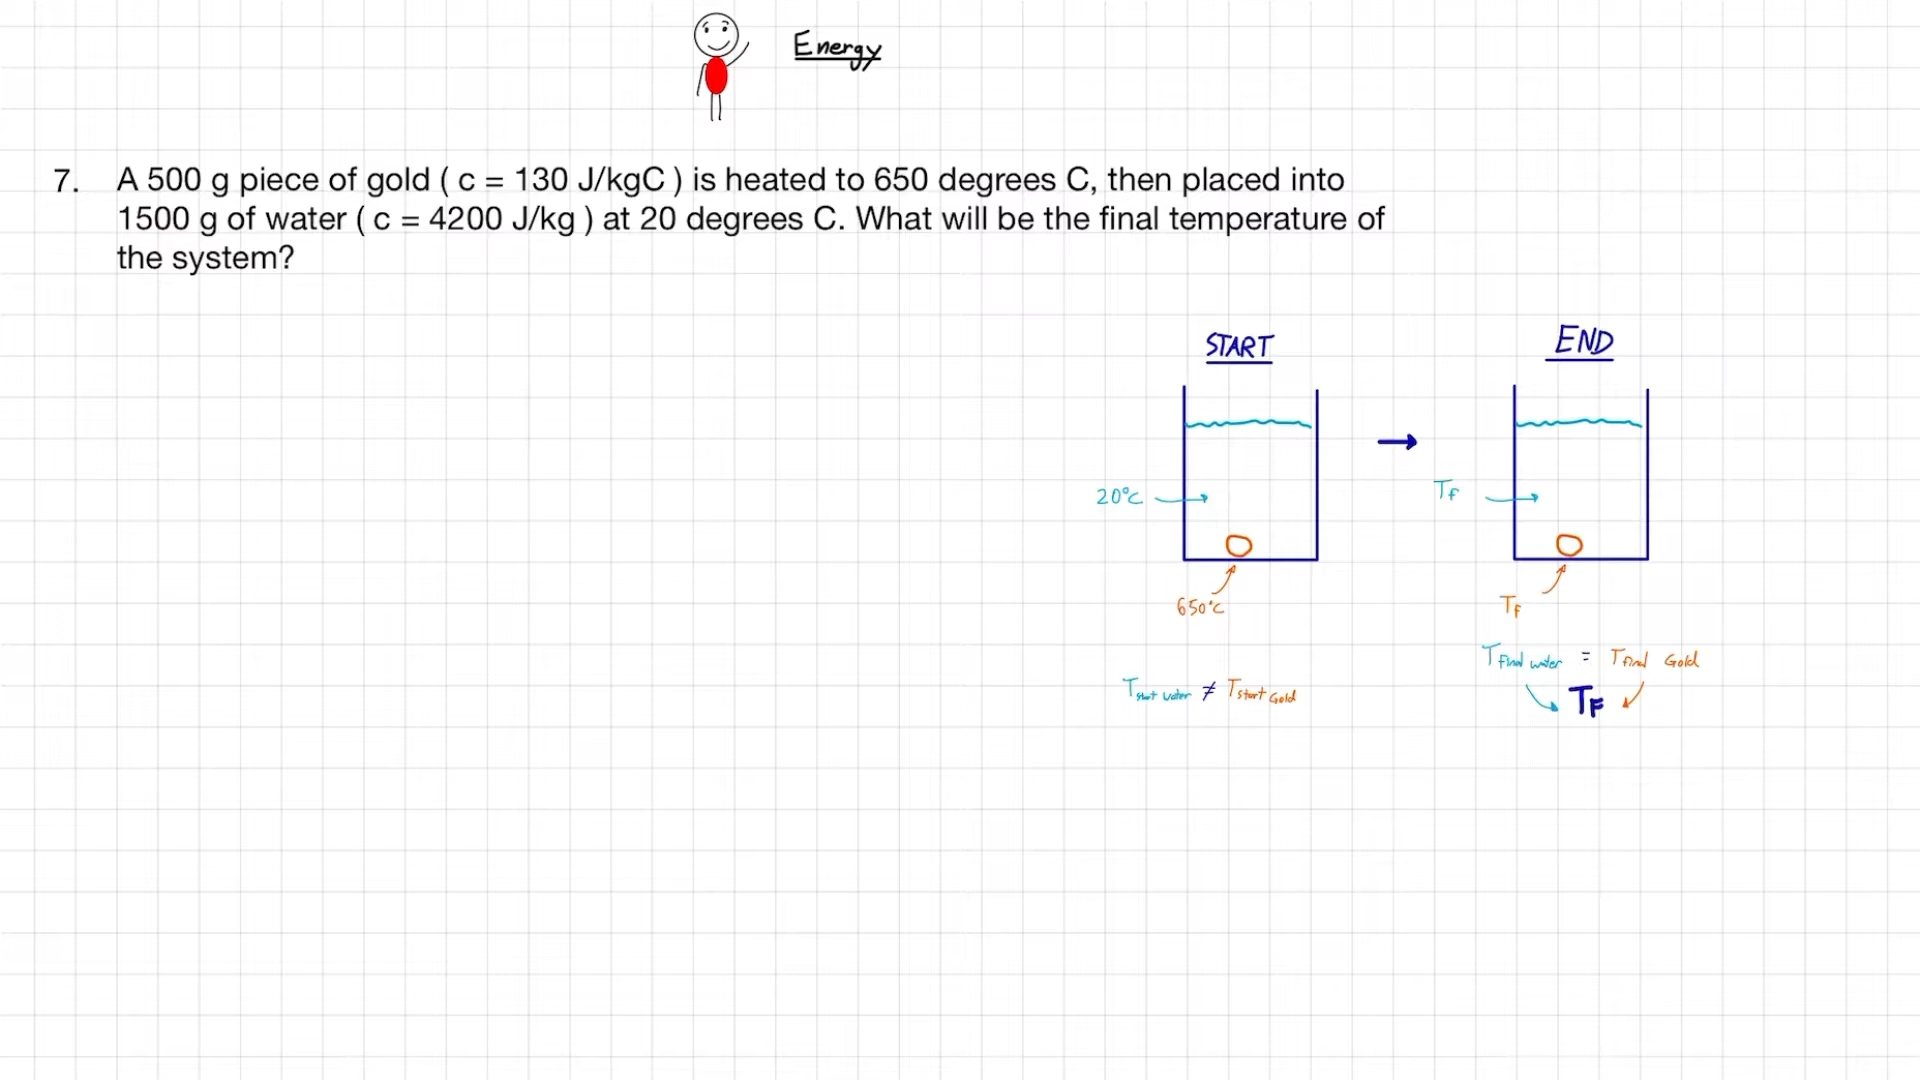 Energy
7. A 500 g piece of gold ( c = 130 J/kgC ) is heated to 650 degrees C, then placed into
1500 g of water ( c = 4200 J/kg ) at 20 degrees C. What will be the final temperature of
the system?
START
END
20°C
TF
650°C
TF
Tstart water ≠ Tstart Gold
Tfinal water = Tfinal Gold
TF